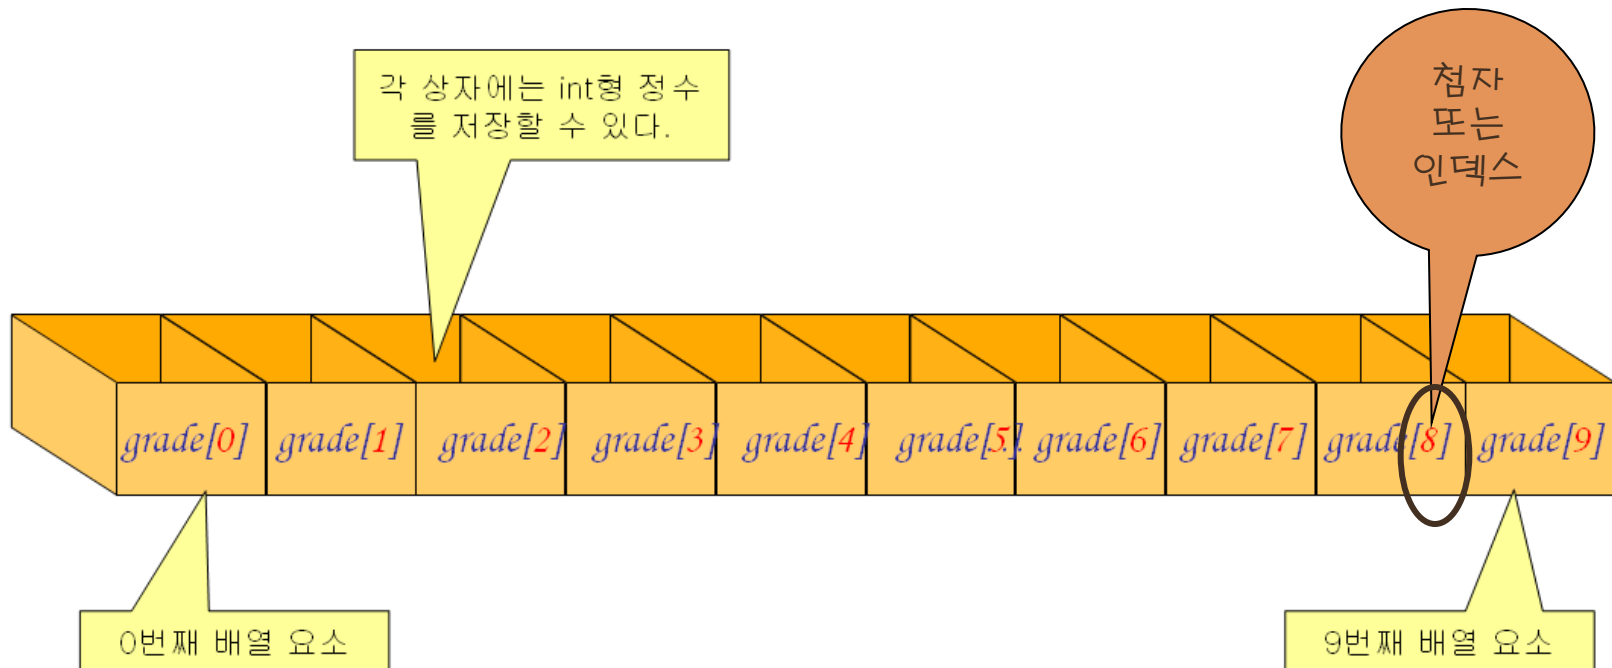 각 상자에는 int형 정수
를 저장할 수 있다.
첨자
또는
인덱스
grade[0] grade[1] grade[2] grade[3] grade[4] grade[5]. grade[6] grade[7] grade[8] grade[9]
0번째 배열 요소
9번째 배열 요소